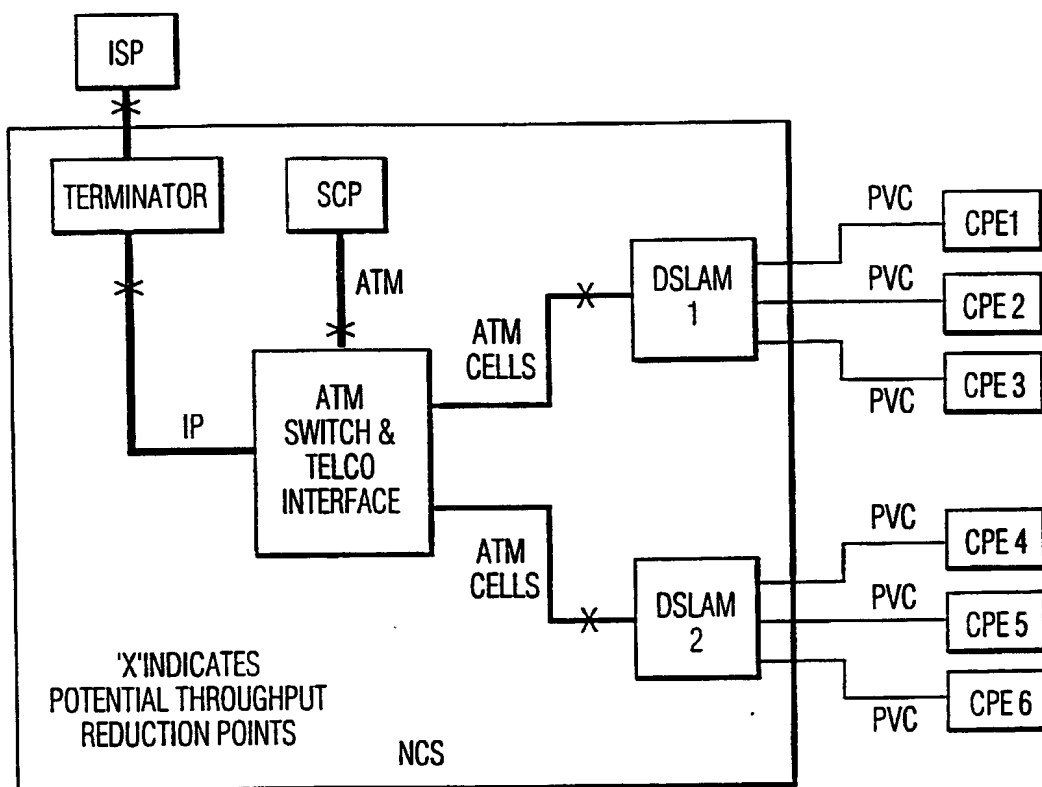 ISP
TERMINATOR
SCP
ATM
IP
ATM
SWITCH &
TELCO
INTERFACE
ATM
CELLS
ATM
CELLS
DSLAM
1
DSLAM
2
PVC
CPE1
PVC
CPE 2
CPE 3
PVC
PVC
CPE 4
PVC
CPE 5
CPE 6
PVC
'X'INDICATES
POTENTIAL THROUGHPUT
REDUCTION POINTS
NCS